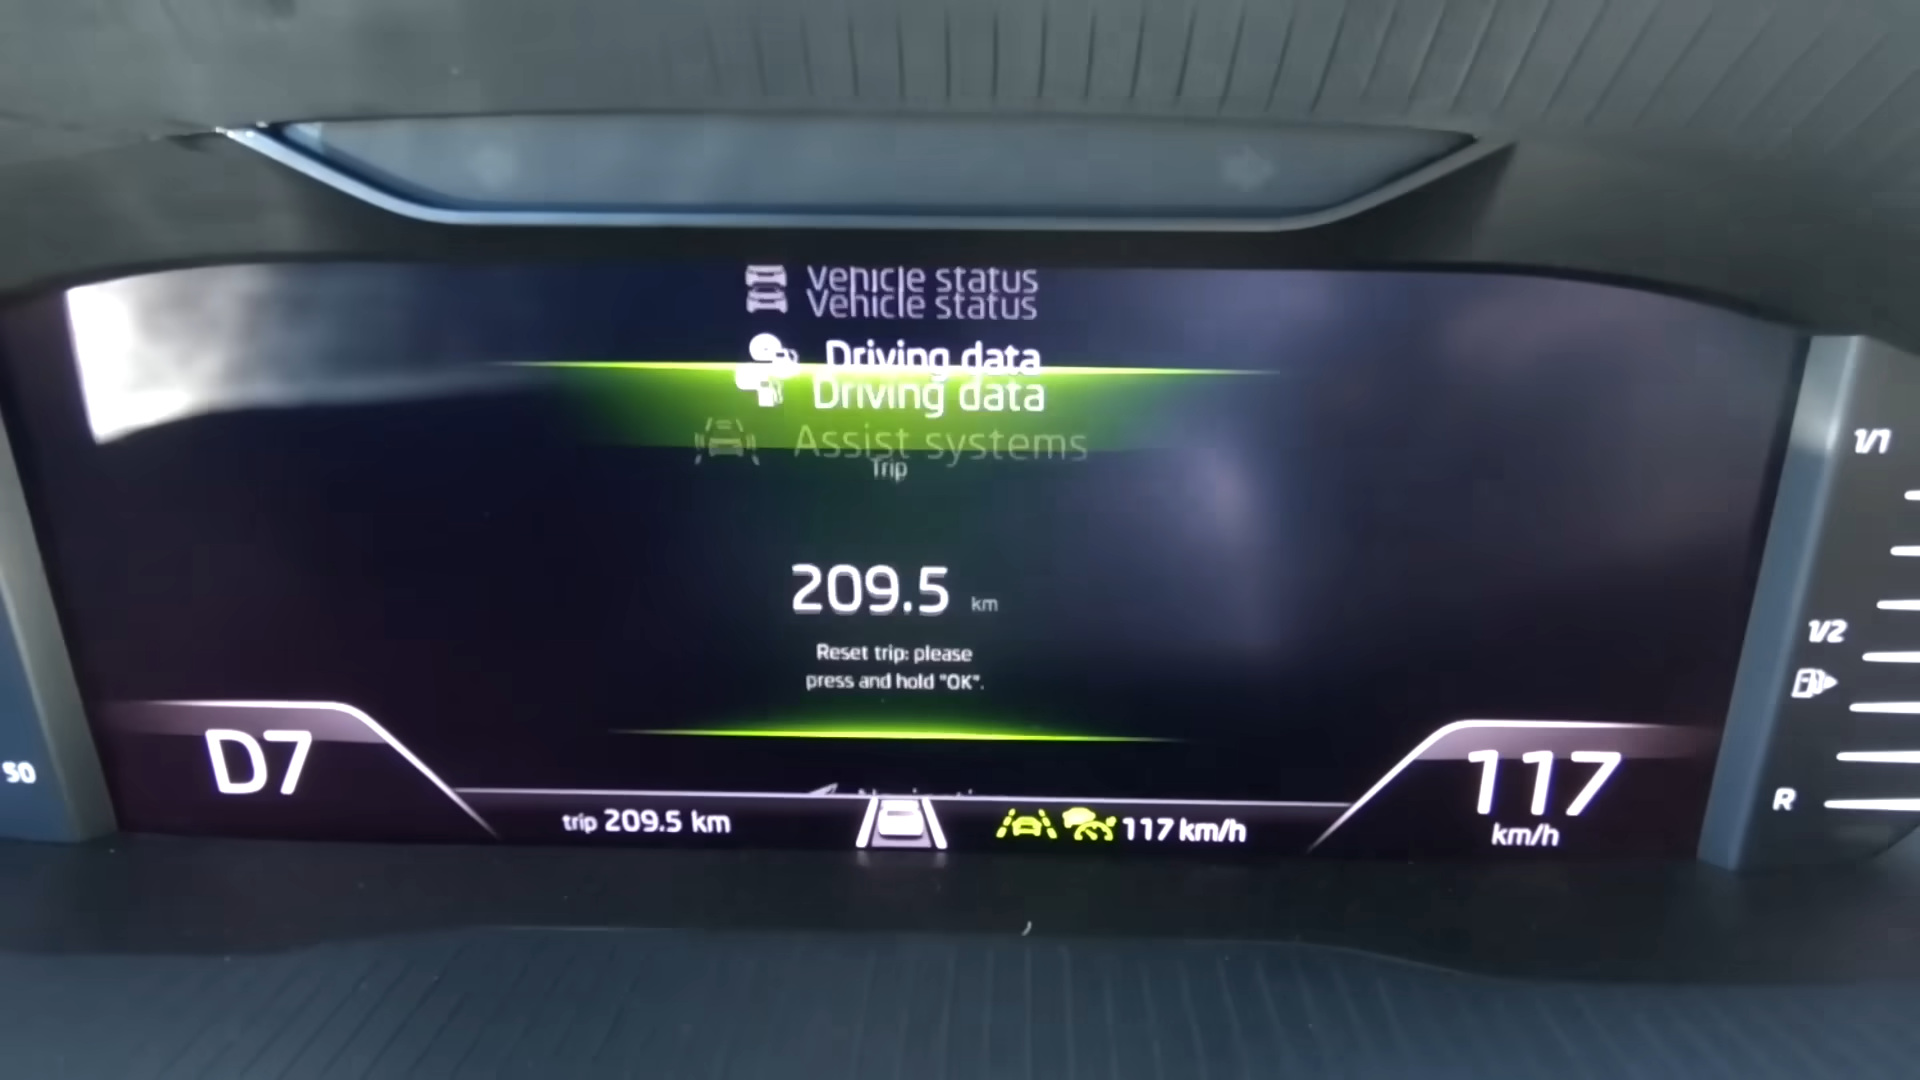 Vehicle status
Vehicle status
Driving data
Driving data
Assist systems
Trip
209.5 km
Reset trip: please
press and hold "OK".
1/1
1/2
R
50
D7
trip 209.5 km
117 km/h
117
km/h